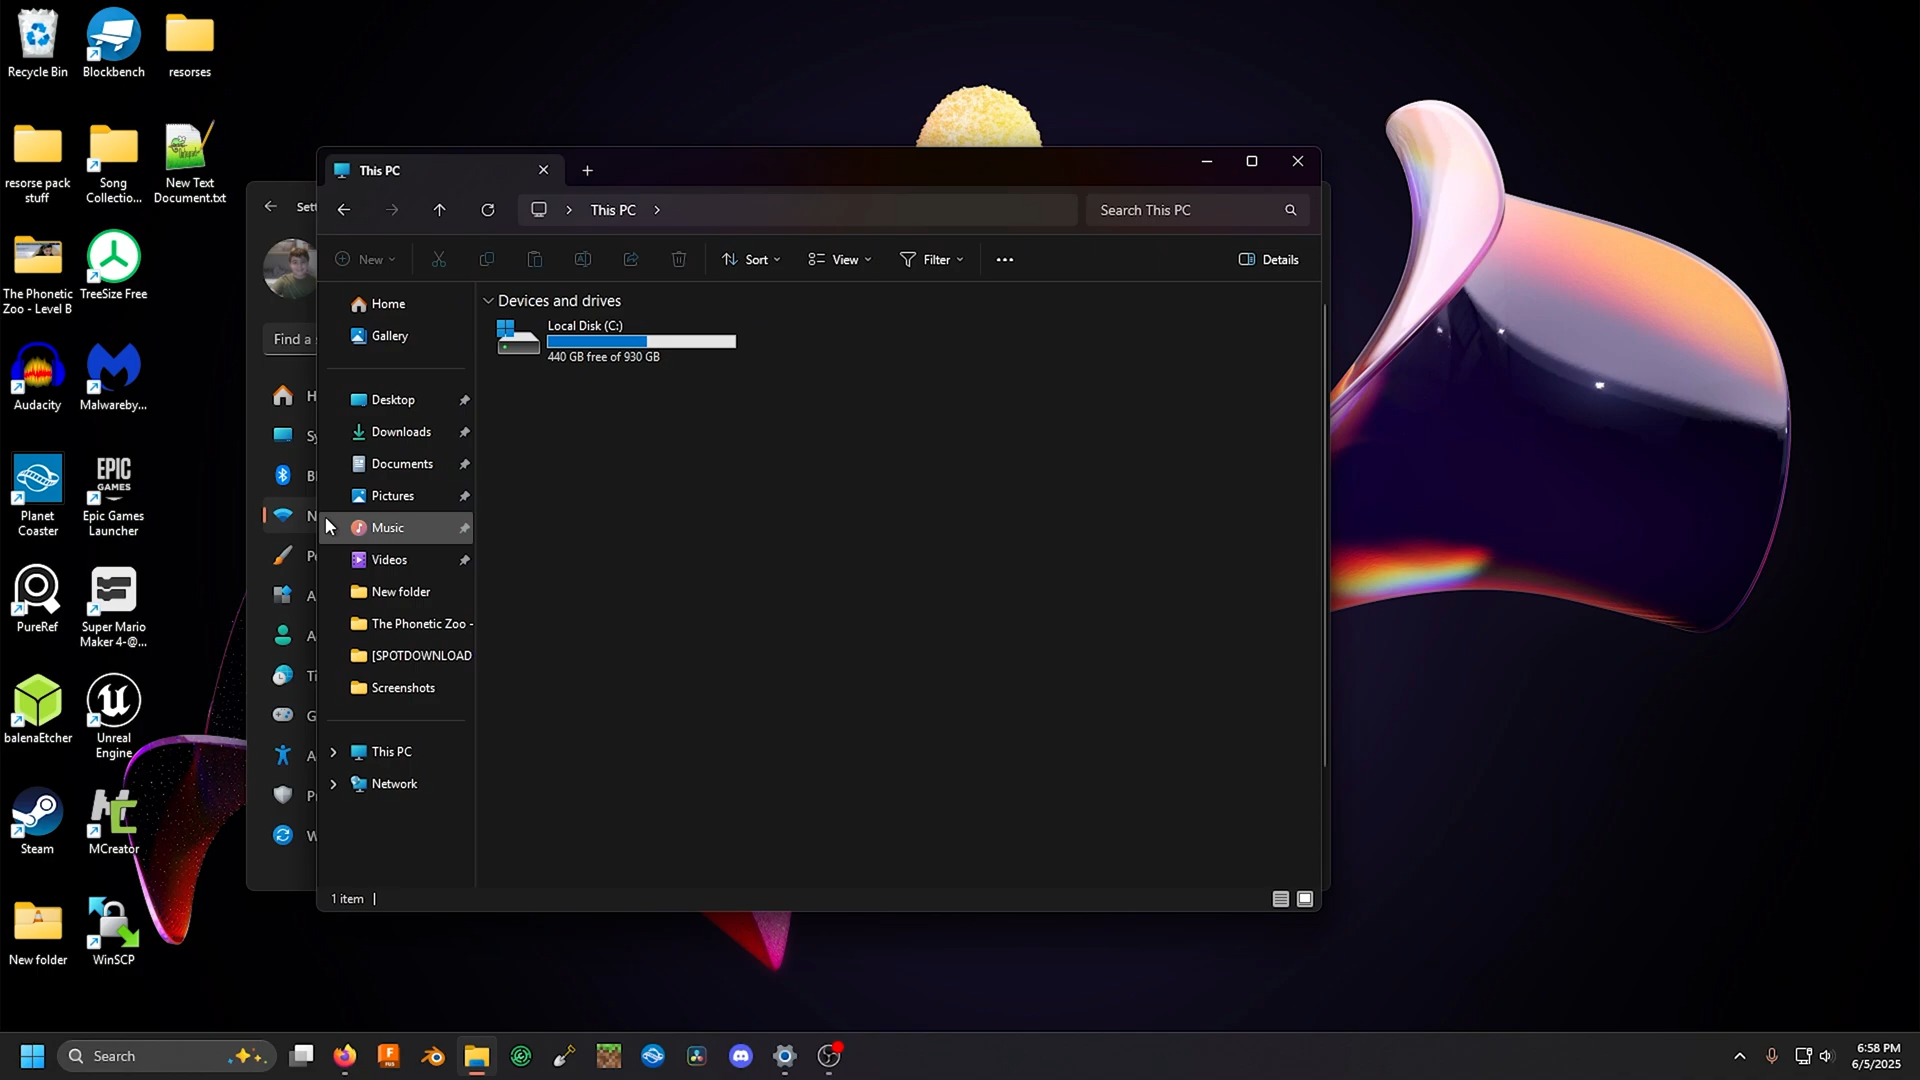 Recycle Bin
Blockbench
resorses
resorse pack
stuff
Song
Collectio...
New Text
Document.txt
The Phonetic
Zoo - Level B
TreeSize Free
Audacity
Malwareby...
Planet
Coaster
EPIC
GAMES
Epic Games
Launcher
PureRef
Super Mario
Maker 4-@...
balenaEtcher
Unreal
Engine
Steam
MCreator
New folder
WinSCP
Find a
This PC
This PC
Search This PC
New
Sort
View
Filter
Details
Home
Gallery
Desktop
Downloads
Documents
Pictures
Music
Videos
New folder
The Phonetic Zoo -
[SPOTDOWNLOAD
Screenshots
This PC
Network
Devices and drives
Local Disk (C:)
440 GB free of 930 GB
1 item
Search
6:58 PM
6/5/2025